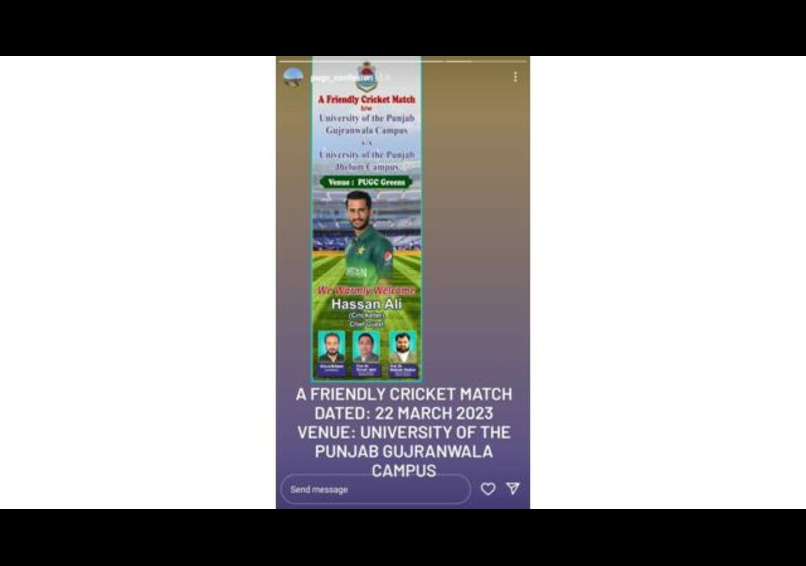 A Friendly Cricket Match
b/w
University of the Punjab
Gujranwala Campus
v/s
University of the Punjab
Jhelum Campus
Venue : PUGC Greens
We Warmly Welcome
Hassan Ali
(Cricketer)
Chief Guest
A FRIENDLY CRICKET MATCH
DATED: 22 MARCH 2023
VENUE: UNIVERSITY OF THE
PUNJAB GUJRANWALA
CAMPUS
Send message